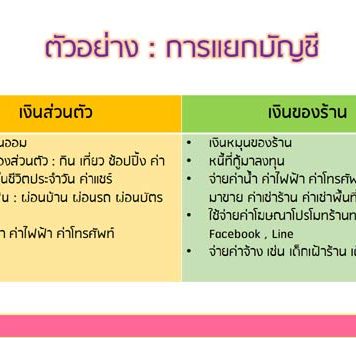 ตัวอย่าง : การแยกบัญชี
เงินส่วนตัว
นออม
องส่วนตัว : กิน เที่ยว ช้อปปิ้ง ค่า
นชีวิตประจำวัน ค่าแชร์
น : ผ่อนบ้าน ผ่อนรถ ผ่อนบัตร
ค่าไฟฟ้า ค่าโทรศัพท์
เงินของร้าน
• เงินหมุนของร้าน
• หนี้ที่กู้มาลงทุน
• จ่ายค่าน้ำ ค่าไฟฟ้า ค่าโทรศัพ
มาขาย ค่าเช่าร้าน ค่าเช่าพื้นที่
• ใช้จ่ายค่าโฆษณาโปรโมทร้านท
Facebook , Line
• จ่ายค่าจ้าง เช่น เด็กเฝ้าร้าน